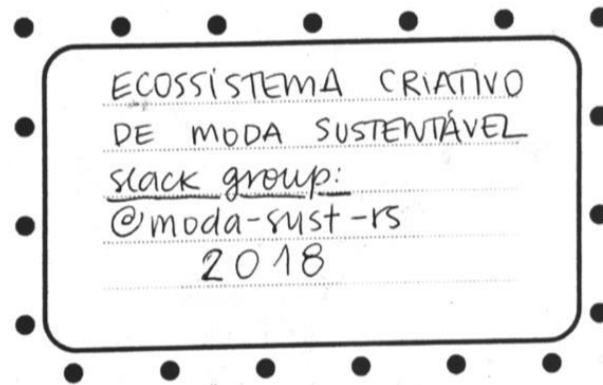 ECOSSISTEMA CRIATIVO
DE MODA SUSTENTÁVEL
slack group:
@moda-sust-rs
2018